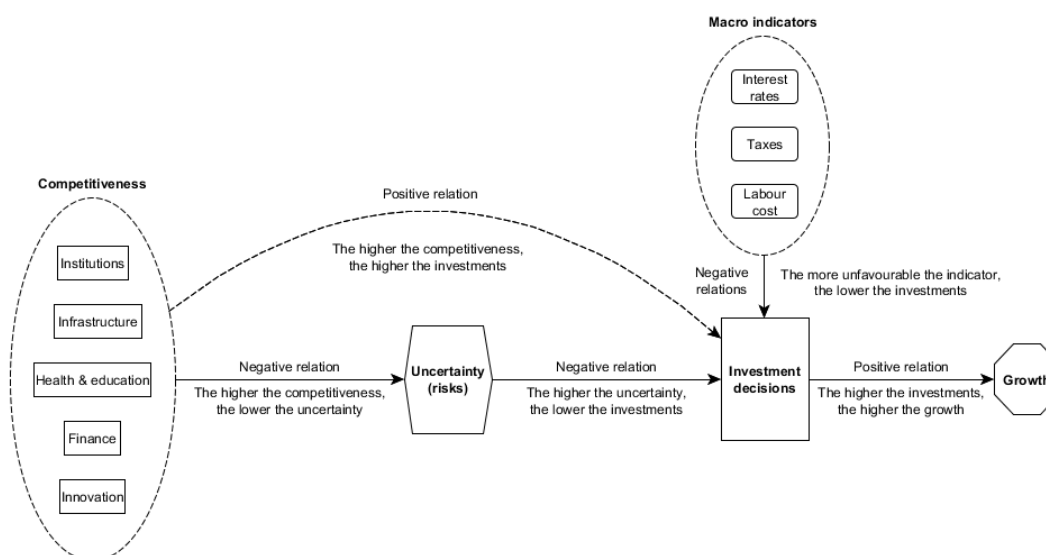 Macro indicators
Interest
rates
Taxes
Labour
cost
Competitiveness
Institutions
Infrastructure
Health & education
Finance
Innovation
Positive relation
The higher the competitiveness,
the higher the investments
Negative
relations
The more unfavourable the indicator,
the lower the investments
Negative relation
The higher the competitiveness,
the lower the uncertainty
Uncertainty
(risks)
Negative relation
The higher the uncertainty,
the lower the investments
Investment
decisions
Positive relation
The higher the investments,
the higher the growth
Growth